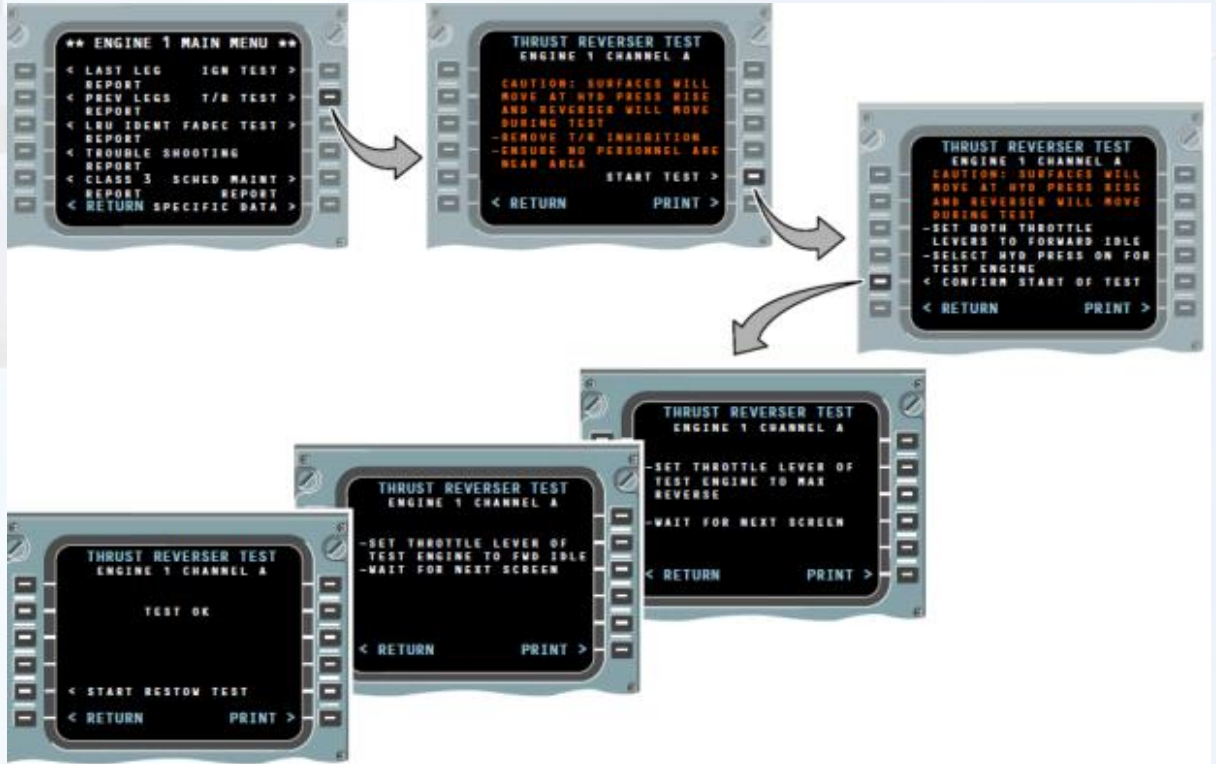 ** ENGINE 1 MAIN MENU **
< LAST LEG IGN TEST >
REPORT
< PREV LEGS T/R TEST >
REPORT
< LRU IDENT FADEC TEST >
REPORT
< TROUBLE SHOOTING
REPORT
< CLASS 3 SCHED MAINT >
REPORT REPORT
< RETURN SPECIFIC DATA >
THRUST REVERSER TEST
ENGINE 1 CHANNEL A
CAUTION: SURFACES WILL
MOVE AT HYD PRESS RISE
AND REVERSER WILL MOVE
DURING TEST
-REMOVE T/R INHIBITION
-ENSURE NO PERSONNEL ARE
NEAR AREA
START TEST >
< RETURN PRINT >
THRUST REVERSER TEST
ENGINE 1 CHANNEL A
CAUTION: SURFACES WILL
MOVE AT HYD PRESS RISE
AND REVERSER WILL MOVE
DURING TEST
-SET BOTH THROTTLE
LEVERS TO FORWARD IDLE
-SELECT HYD PRESS ON FOR
TEST ENGINE
< CONFIRM START OF TEST
< RETURN PRINT >
THRUST REVERSER TEST
ENGINE 1 CHANNEL A
-SET THROTTLE LEVER OF
TEST ENGINE TO MAX
REVERSE
-WAIT FOR NEXT SCREEN
< RETURN PRINT >
THRUST REVERSER TEST
ENGINE 1 CHANNEL A
-SET THROTTLE LEVER OF
TEST ENGINE TO FWD IDLE
-WAIT FOR NEXT SCREEN
< RETURN PRINT >
THRUST REVERSER TEST
ENGINE 1 CHANNEL A
TEST OK
< START RESTOW TEST
< RETURN PRINT >